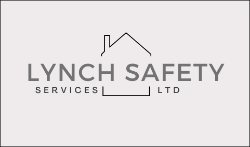 LYNCH SAFETY
SERVICES LTD